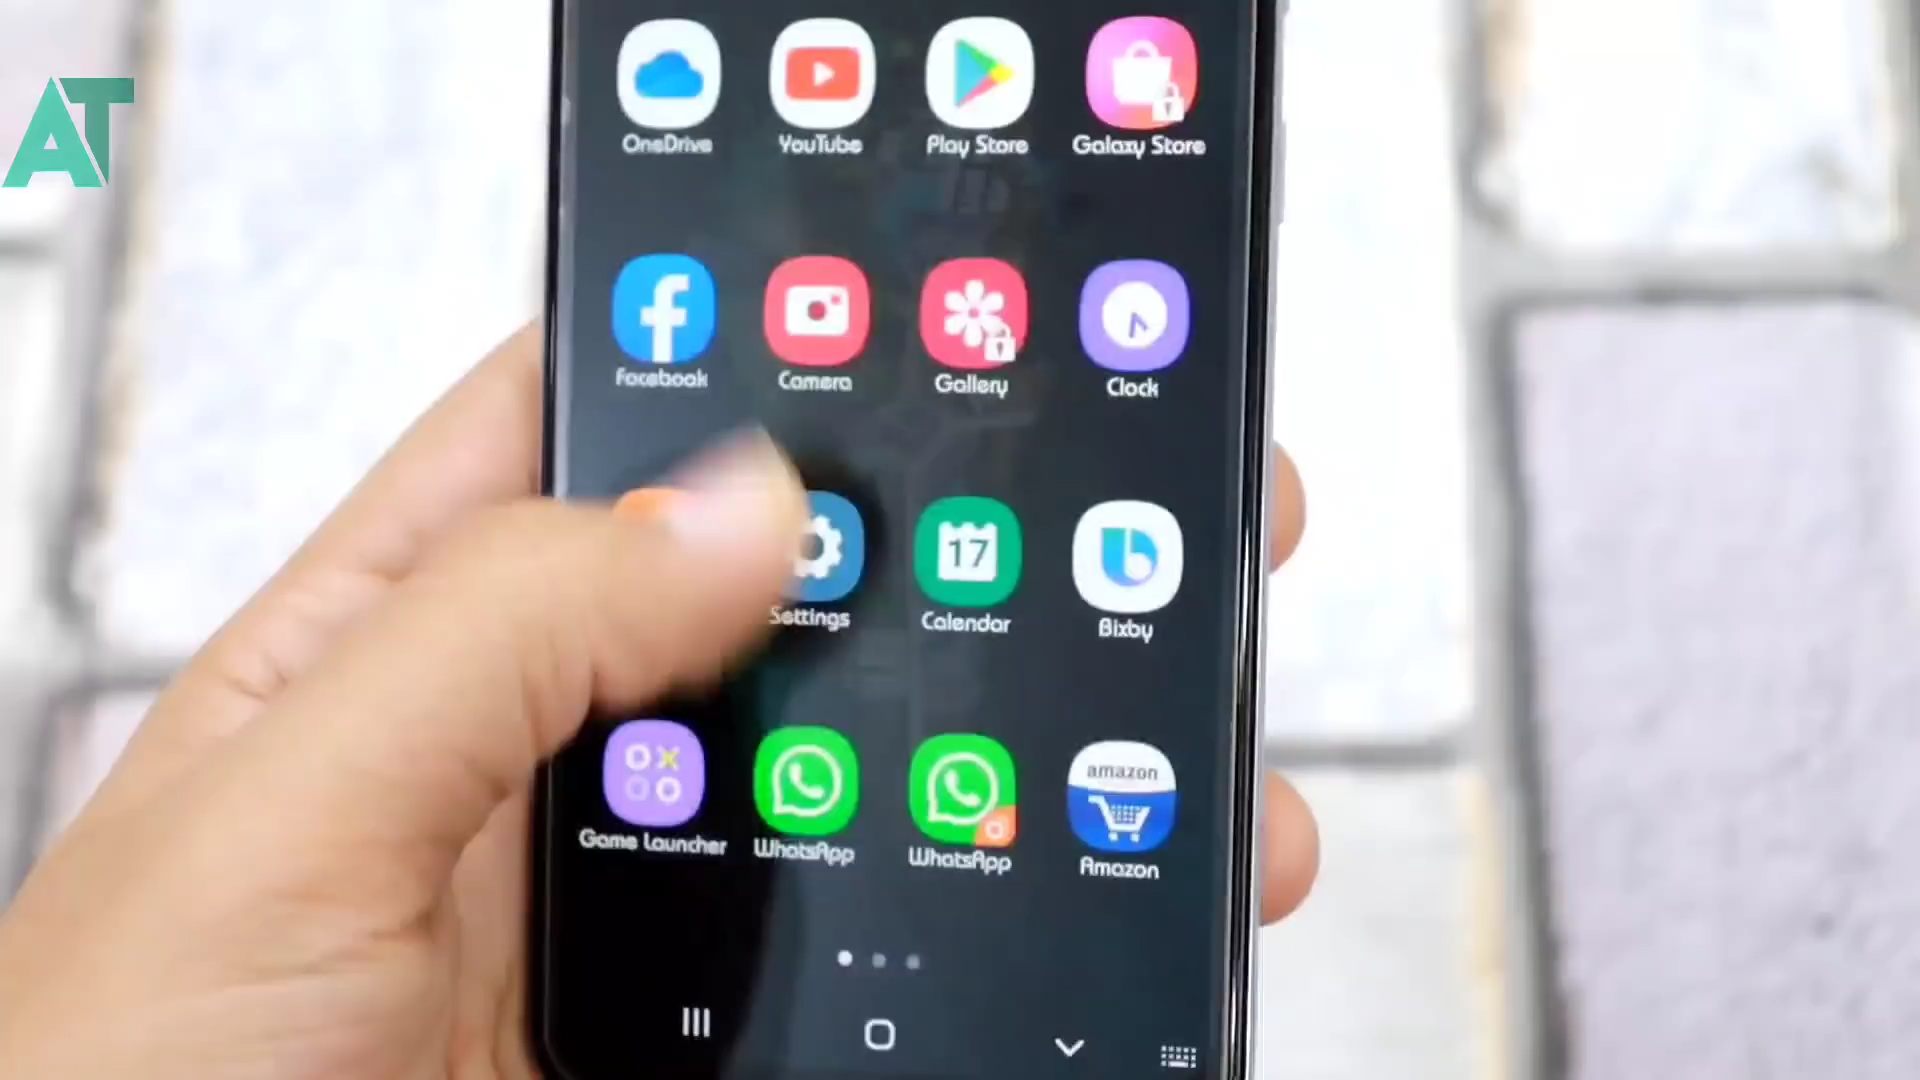 AT
OneDrive
YouTube
Play Store
Galaxy Store
Facebook
Camera
Gallery
Clock
17
Settings
Calendar
Bixby
amazon
Game Launcher
WhatsApp
WhatsApp
Amazon